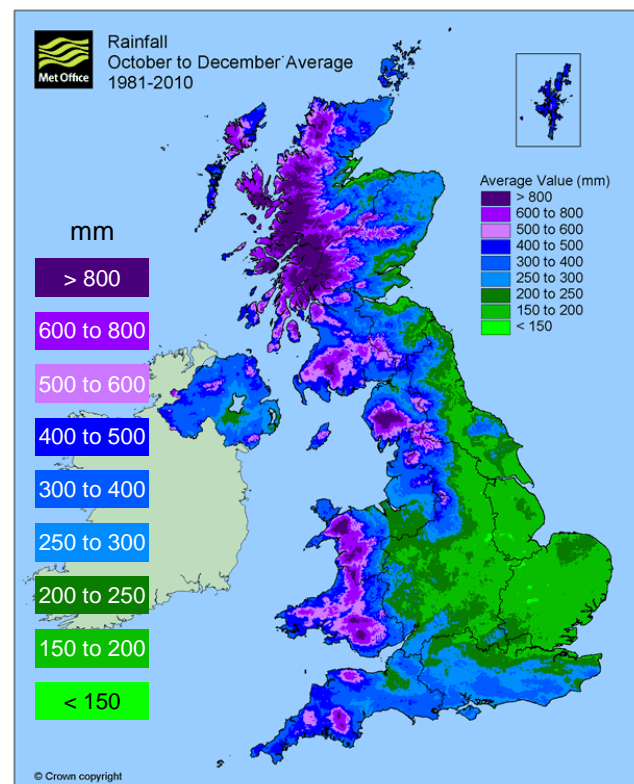 Met Office
Rainfall
October to December Average
1981-2010
mm
> 800
600 to 800
500 to 600
400 to 500
300 to 400
250 to 300
200 to 250
150 to 200
< 150
Average Value (mm)
> 800
600 to 800
500 to 600
400 to 500
300 to 400
250 to 300
200 to 250
150 to 200
< 150
© Crown copyright